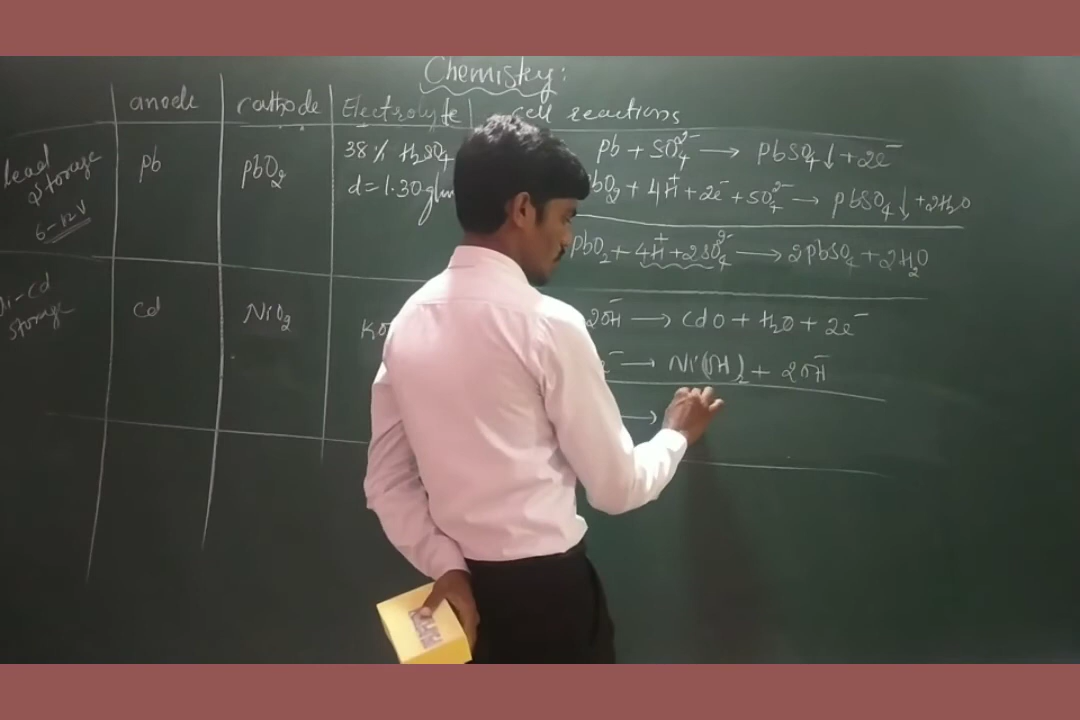 Chemistry:
anode cathode Electrolyte cell reactions
Lead storage 6-12V
pb
pbO₂
38% H₂SO₄
d=1.30 g/m
pb + SO₄²⁻ → pbSO₄↓ + 2e⁻
bO₂ + 4H⁺ + 2e⁻ + SO₄²⁻ → pbSO₄↓ + 2H₂O
pbO₂ + 4H⁺ + 2SO₄²⁻ → 2pbSO₄ + 2H₂O
i-cd storage
cd
NiO₂
KO
2OH⁻ → cdO + H₂O + 2e⁻
e⁻ → Ni(OH)₂ + 2OH⁻
→